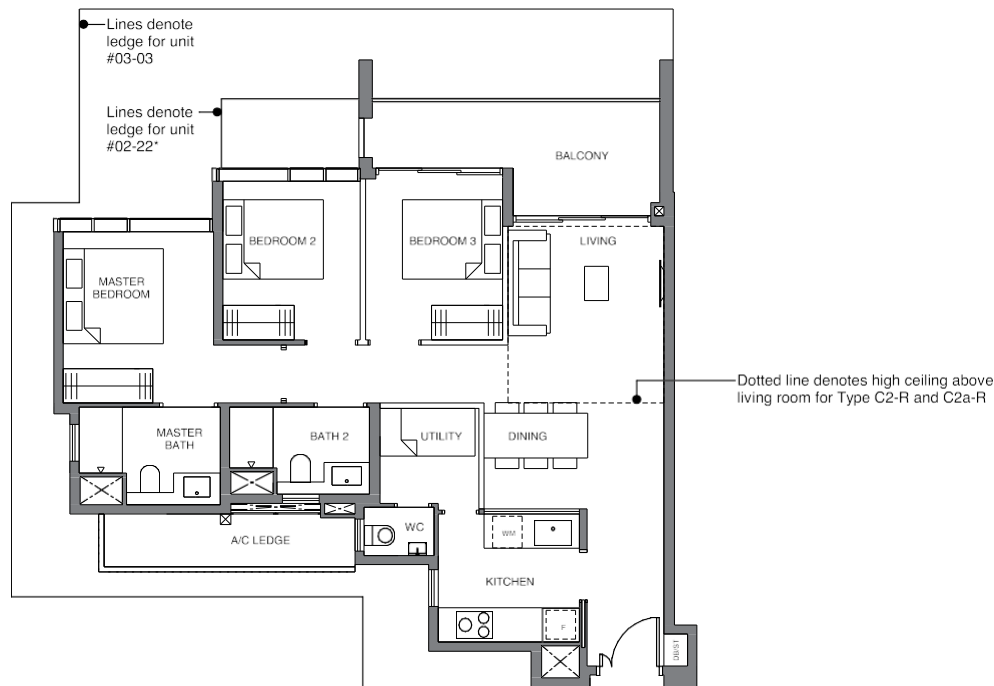 Lines denote
ledge for unit
#03-03
Lines denote
ledge for unit
#02-22*
BALCONY
BEDROOM 2
BEDROOM 3
LIVING
MASTER
BEDROOM
Dotted line denotes high ceiling above
living room for Type C2-R and C2a-R
MASTER
BATH
BATH 2
UTILITY
DINING
WC
WM
A/C LEDGE
KITCHEN
F
DB/ST